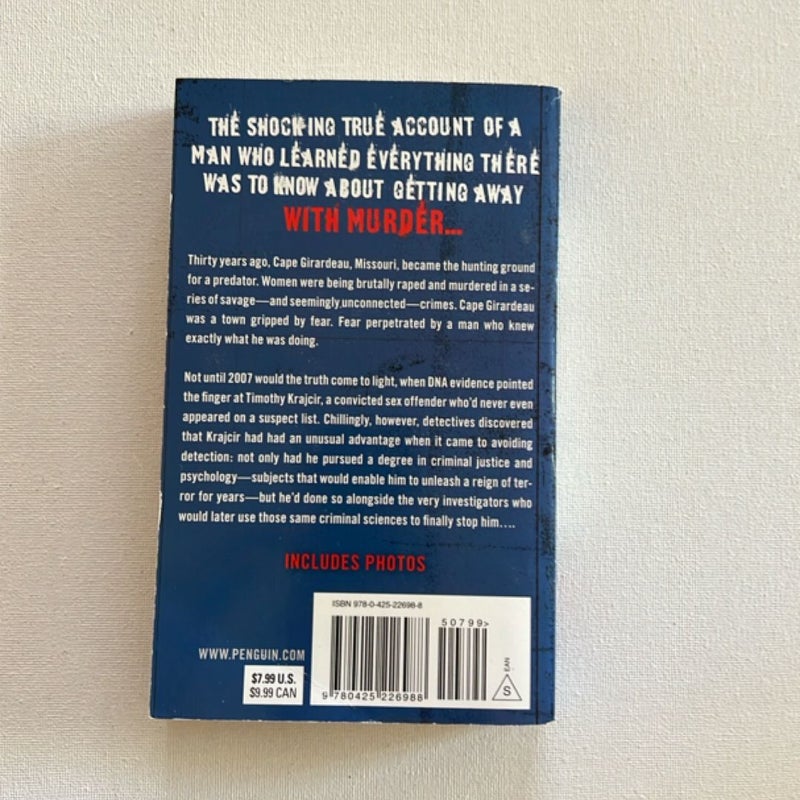 THE SHOCKING TRUE ACCOUNT OF A
MAN WHO LEARNED EVERYTHING THERE
WAS TO KNOW ABOUT GETTING AWAY
WITH MURDER...
Thirty years ago, Cape Girardeau, Missouri, became the hunting ground
for a predator. Women were being brutally raped and murdered in a se-
ries of savage—and seemingly unconnected—crimes. Cape Girardeau
was a town gripped by fear. Fear perpetrated by a man who knew
exactly what he was doing.
Not until 2007 would the truth come to light, when DNA evidence pointed
the finger at Timothy Krajcir, a convicted sex offender who'd never even
appeared on a suspect list. Chillingly, however, detectives discovered
that Krajcir had had an unusual advantage when it came to avoiding
detection: not only had he pursued a degree in criminal justice and
psychology—subjects that would enable him to unleash a reign of ter-
ror for years—but he'd done so alongside the very investigators who
would later use those same criminal sciences to finally stop him....
INCLUDES PHOTOS
ISBN 978-0-425-22698-8
50799>
EAN
S
9 780425 226988
WWW.PENGUIN.COM
$7.99 U.S.
$9.99 CAN